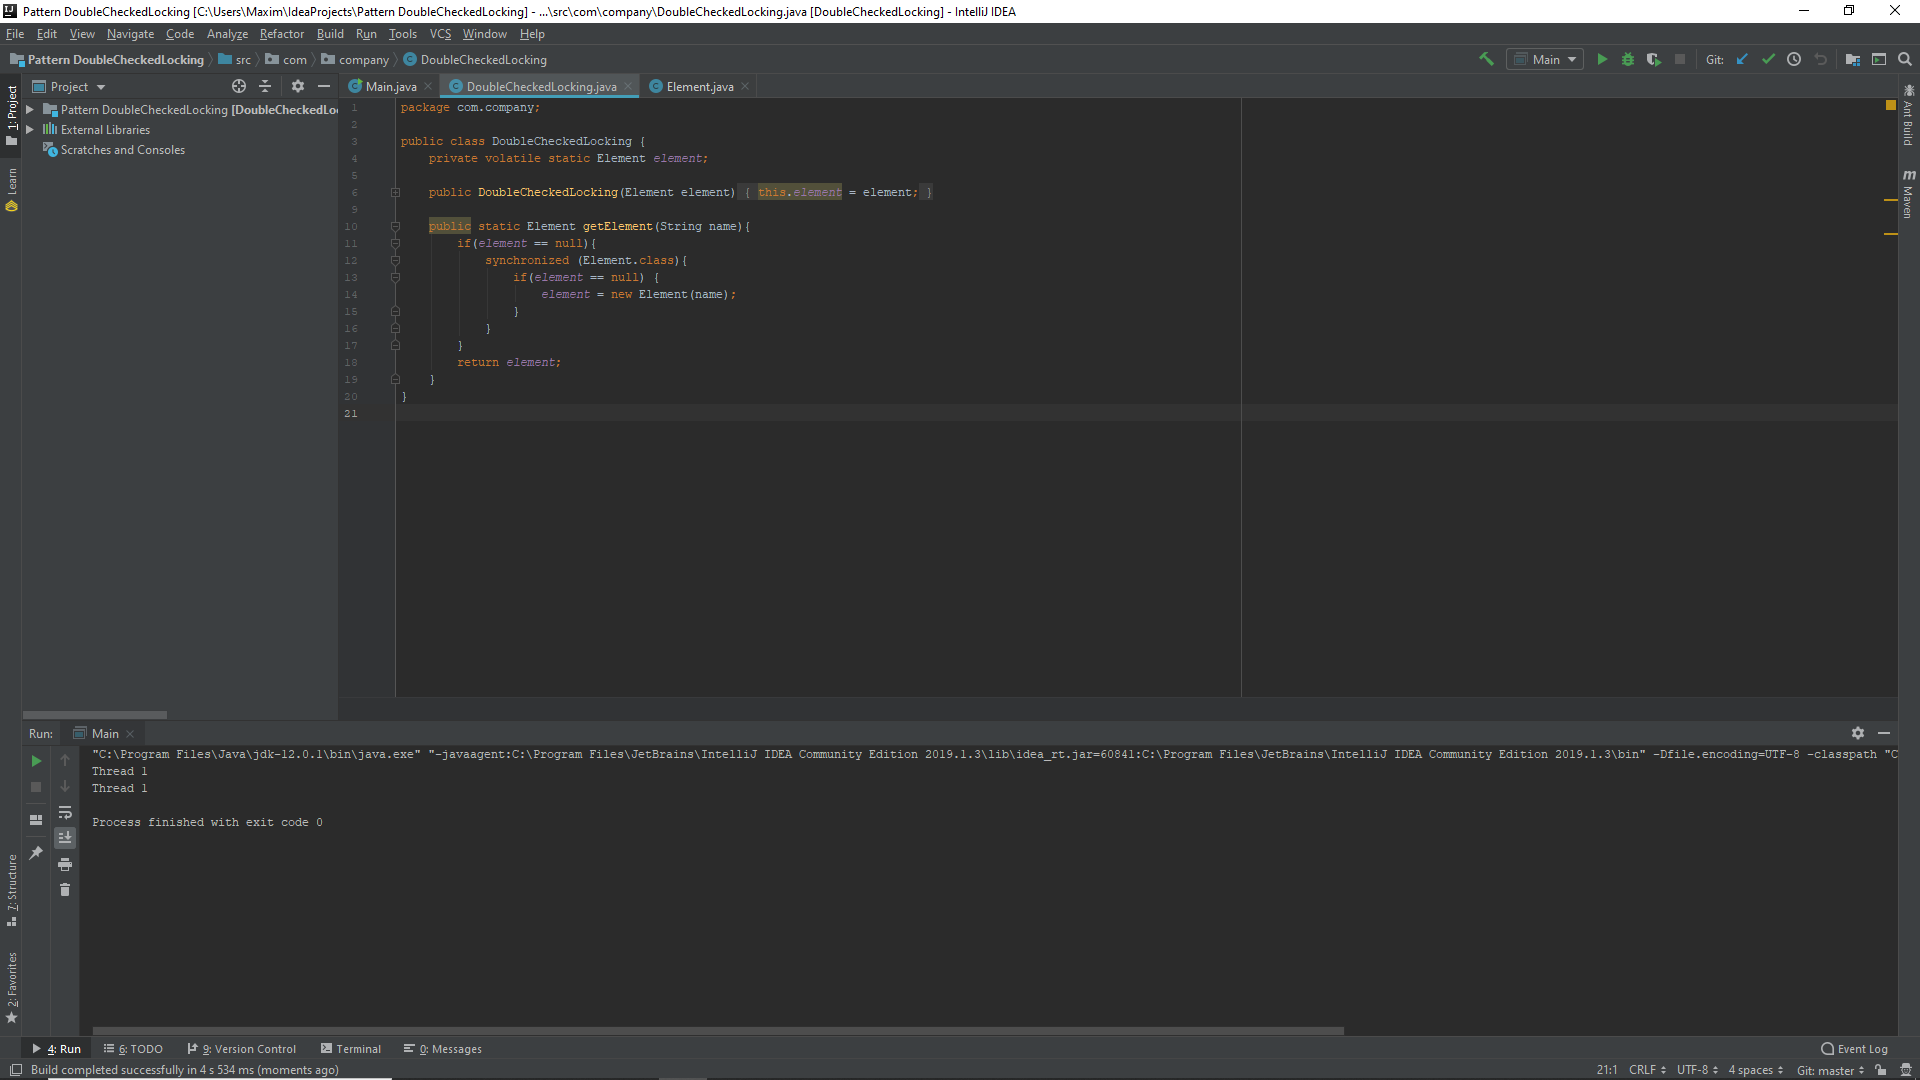 Pattern DoubleCheckedLocking [C:\Users\Maxim\IdeaProjects\Pattern DoubleCheckedLocking] - ...\src\com\company\DoubleCheckedLocking.java [DoubleCheckedLocking] - IntelliJ IDEA
File Edit View Navigate Code Analyze Refactor Build Run Tools VCS Window Help
Pattern DoubleCheckedLocking src com company DoubleCheckedLocking Main Git:
1: Project
Project
Pattern DoubleCheckedLocking [DoubleCheckedLo
External Libraries
Scratches and Consoles
Learn
Main.java DoubleCheckedLocking.java Element.java
1 package com.company;
2
3 public class DoubleCheckedLocking {
4 private volatile static Element element;
5
6 public DoubleCheckedLocking(Element element) { this.element = element; }
9
10 public static Element getElement(String name){
11 if(element == null){
12 synchronized (Element.class){
13 if(element == null) {
14 element = new Element(name);
15 }
16 }
17 }
18 return element;
19 }
20 }
21
Ant Build
m Maven
Run: Main
"C:\Program Files\Java\jdk-12.0.1\bin\java.exe" "-javaagent:C:\Program Files\JetBrains\IntelliJ IDEA Community Edition 2019.1.3\lib\idea_rt.jar=60841:C:\Program Files\JetBrains\IntelliJ IDEA Community Edition 2019.1.3\bin" -Dfile.encoding=UTF-8 -classpath "C
Thread 1
Thread 1
Process finished with exit code 0
7: Structure
2: Favorites
4: Run 6: TODO 9: Version Control Terminal 0: Messages Event Log
Build completed successfully in 4 s 534 ms (moments ago) 21:1 CRLF UTF-8 4 spaces Git: master